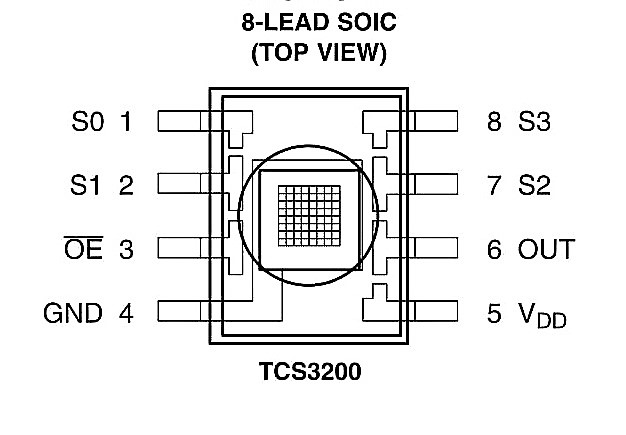 8-LEAD SOIC
(TOP VIEW)
S0 1
8 S3
S1 2
7 S2
OE 3
6 OUT
GND 4
5 VDD
TCS3200